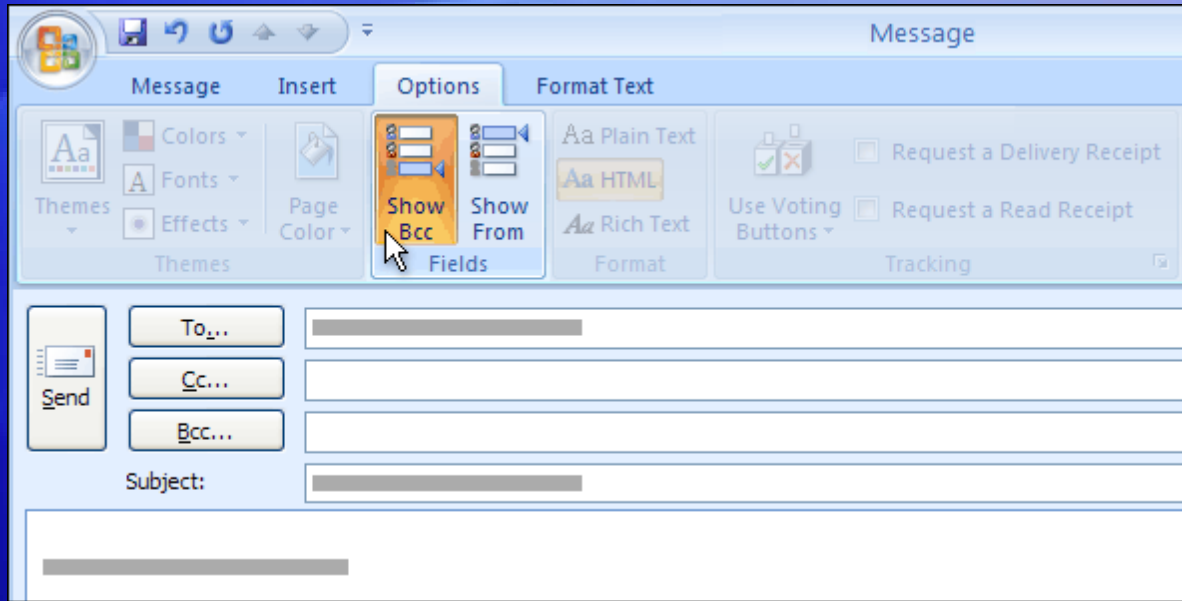 Message
Message Insert Options Format Text
Aa Themes
Colors
A Fonts
Effects
Page Color
Themes
Show Bcc
Show From
Fields
Aa Plain Text
Aa HTML
Aa Rich Text
Format
Use Voting Buttons
Request a Delivery Receipt
Request a Read Receipt
Tracking
Send
To...
Cc...
Bcc...
Subject: